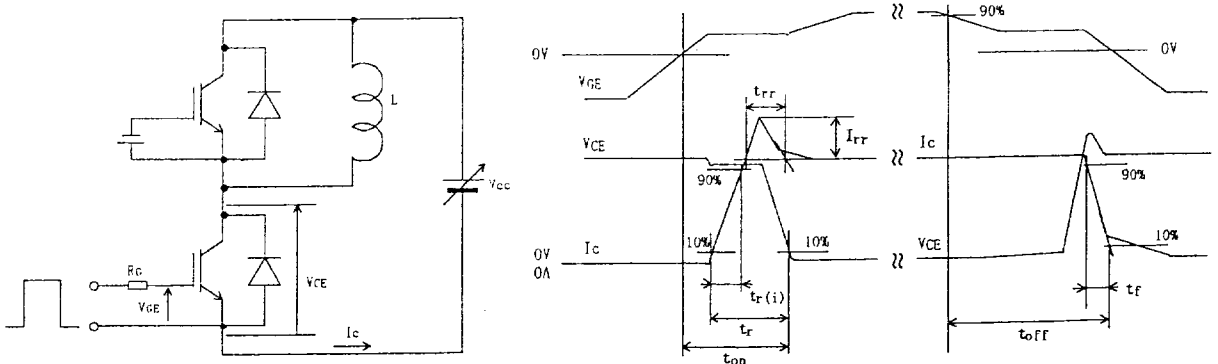 L
Vcc
RG
VGE
VCE
Ic
0V
VGE
trr
Irr
VCE
90%
10%
10%
Ic
0V
0A
tr(i)
tr
ton
90%
0V
Ic
90%
VCE
10%
tf
toff